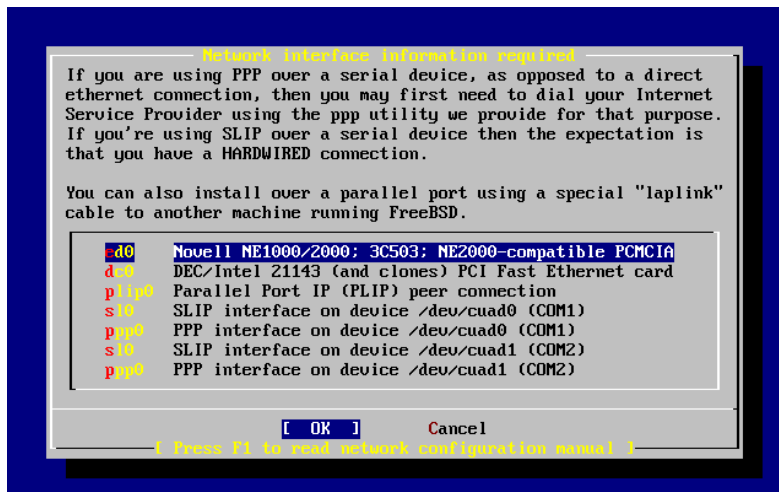 Network interface information required
If you are using PPP over a serial device, as opposed to a direct
ethernet connection, then you may first need to dial your Internet
Service Provider using the ppp utility we provide for that purpose.
If you're using SLIP over a serial device then the expectation is
that you have a HARDWIRED connection.
You can also install over a parallel port using a special "laplink"
cable to another machine running FreeBSD.
ed0 Novell NE1000/2000; 3C503; NE2000-compatible PCMCIA
dc0 DEC/Intel 21143 (and clones) PCI Fast Ethernet card
plip0 Parallel Port IP (PLIP) peer connection
sl0 SLIP interface on device /dev/cuad0 (COM1)
ppp0 PPP interface on device /dev/cuad0 (COM1)
sl0 SLIP interface on device /dev/cuad1 (COM2)
ppp0 PPP interface on device /dev/cuad1 (COM2)
[ OK ] Cancel
[ Press F1 to read network configuration manual ]